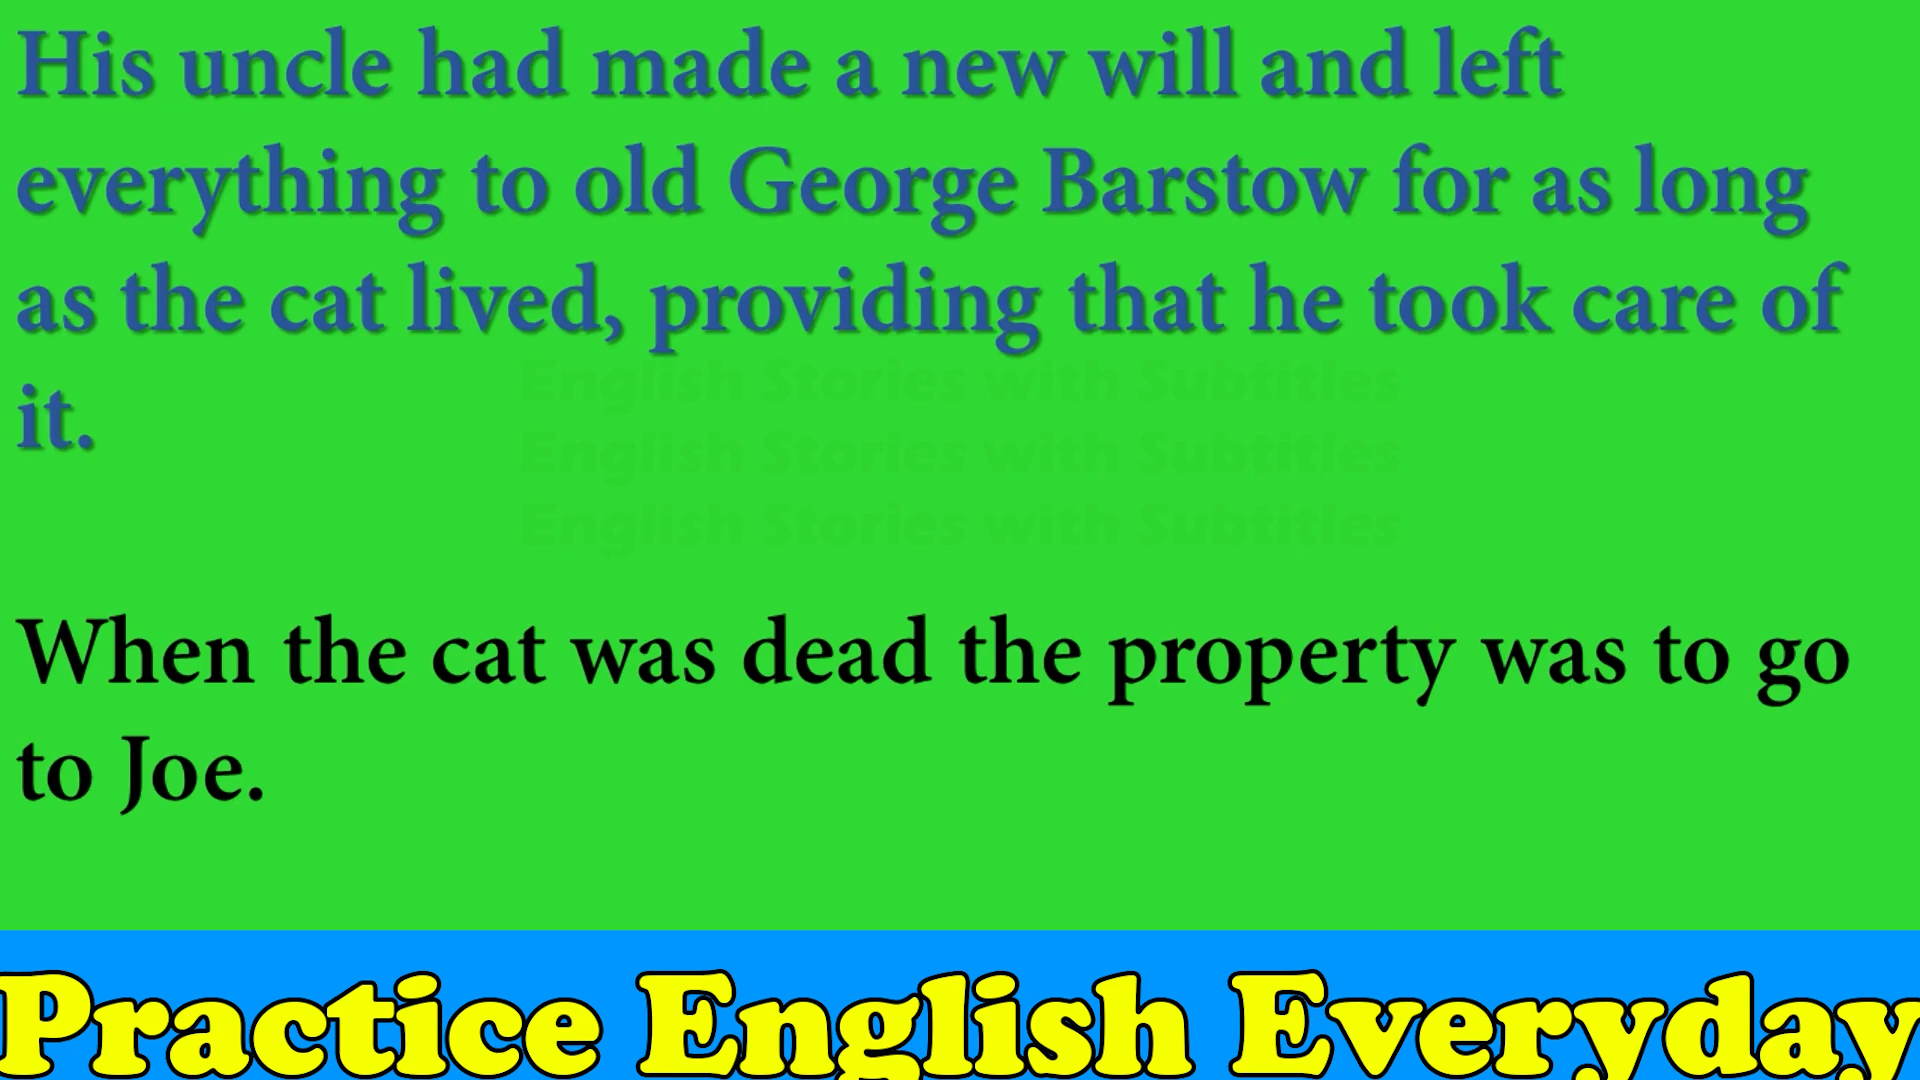 His uncle had made a new will and left
everything to old George Barstow for as long
as the cat lived, providing that he took care of
it.
English Stories with Subtitles
English Stories with Subtitles
English Stories with Subtitles
When the cat was dead the property was to go
to Joe.
Practice English Everyday